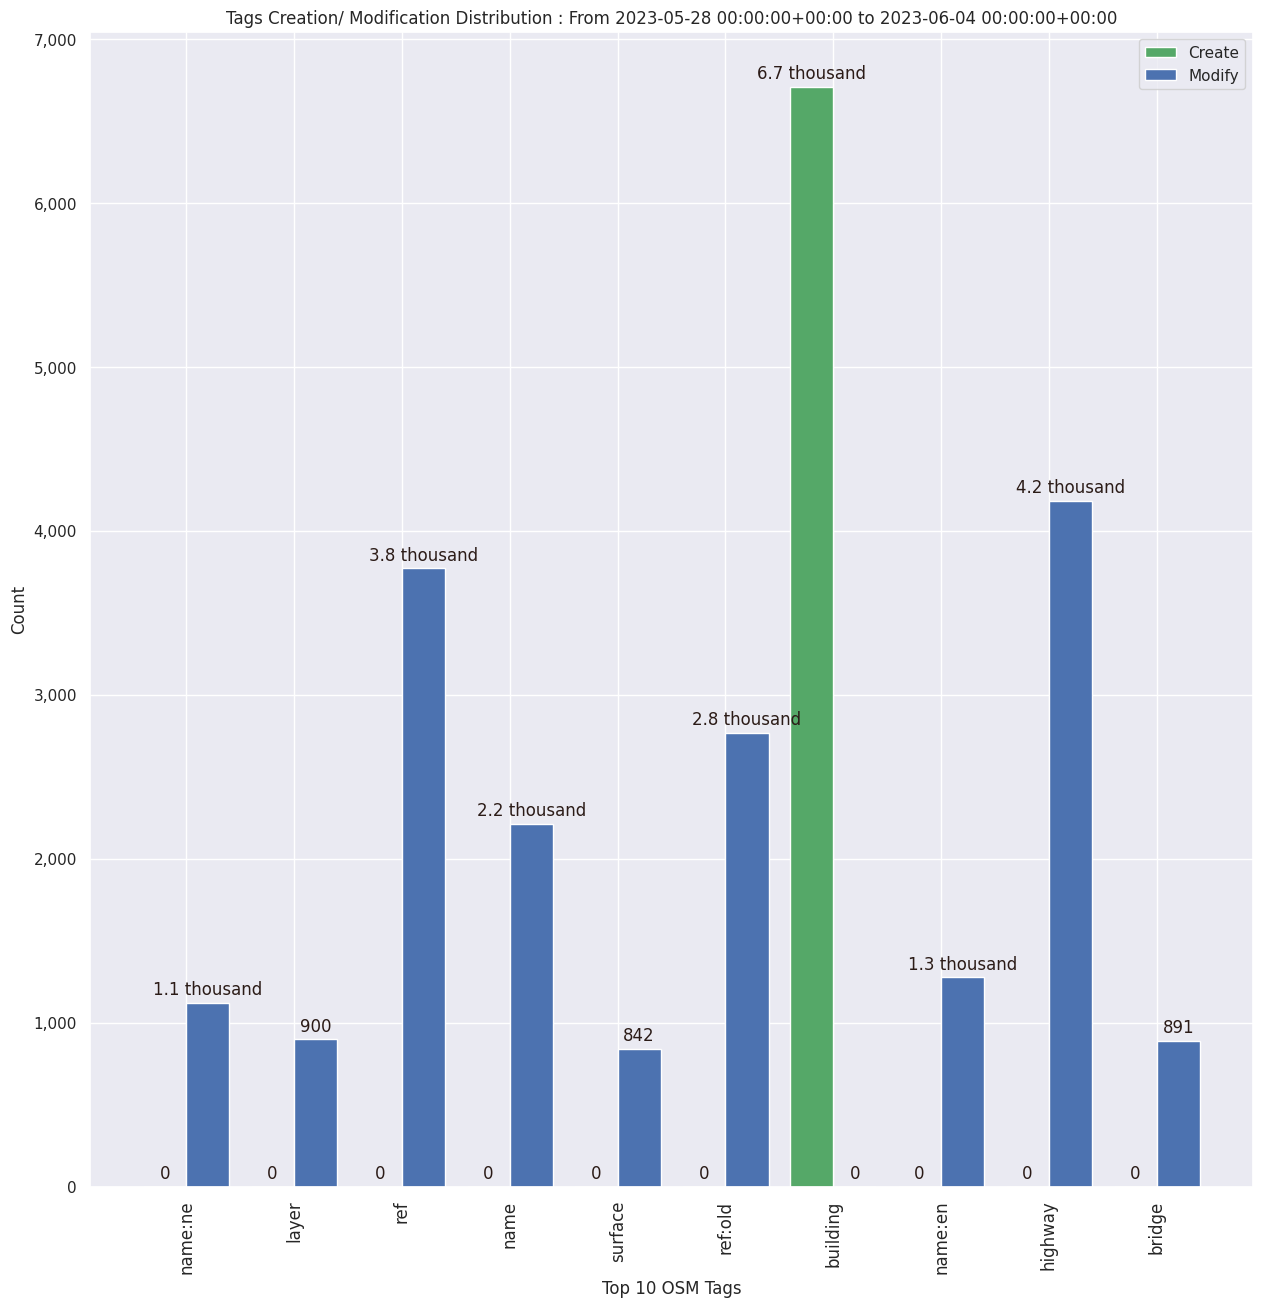 Tags Creation/ Modification Distribution : From 2023-05-28 00:00:00+00:00 to 2023-06-04 00:00:00+00:00
Create
Modify
7,000
6,000
5,000
4,000
3,000
2,000
1,000
0
Count
6.7 thousand
4.2 thousand
3.8 thousand
2.8 thousand
2.2 thousand
1.3 thousand
1.1 thousand
900
842
891
0
0
0
0
0
0
0
0
0
0
name:ne
layer
ref
name
surface
ref:old
building
name:en
highway
bridge
Top 10 OSM Tags